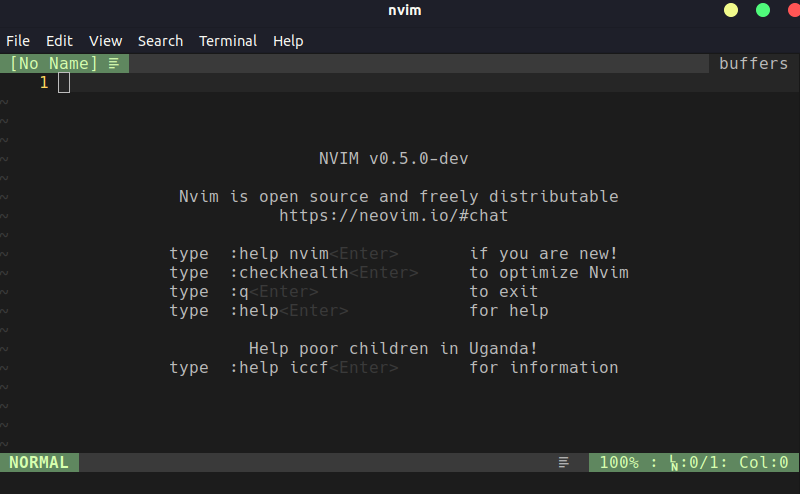 nvim
File Edit View Search Terminal Help
[No Name] buffers
1
~
~
~
~
NVIM v0.5.0-dev
~
~
Nvim is open source and freely distributable
~
https://neovim.io/#chat
~
~
type :help nvim<Enter> if you are new!
~
type :checkhealth<Enter> to optimize Nvim
~
type :q<Enter> to exit
~
type :help<Enter> for help
~
~
Help poor children in Uganda!
~
type :help iccf<Enter> for information
~
~
~
~
NORMAL 100% : ␤:0/1: Col:0